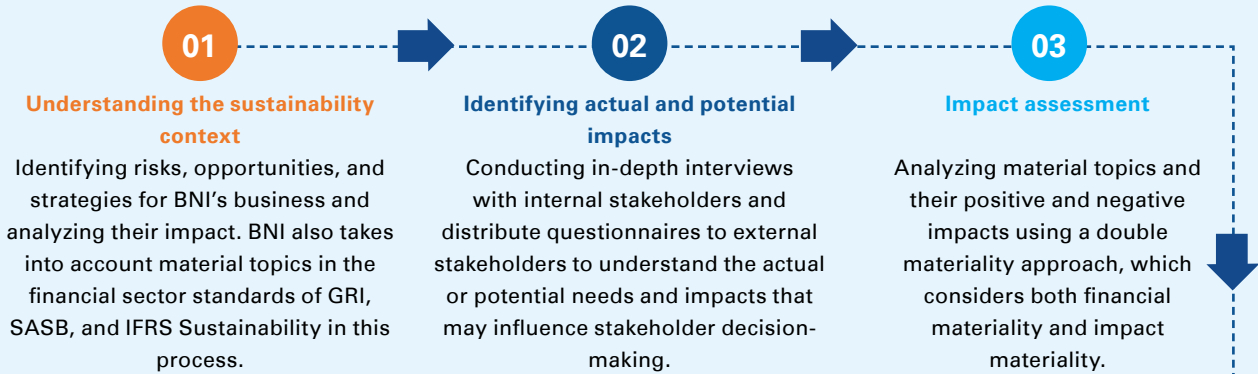 01
Understanding the sustainability
context
Identifying risks, opportunities, and
strategies for BNI's business and
analyzing their impact. BNI also takes
into account material topics in the
financial sector standards of GRI,
SASB, and IFRS Sustainability in this
process.
02
Identifying actual and potential
impacts
Conducting in-depth interviews
with internal stakeholders and
distribute questionnaires to external
stakeholders to understand the actual
or potential needs and impacts that
may influence stakeholder decision-
making.
03
Impact assessment
Analyzing material topics and
their positive and negative
impacts using a double
materiality approach, which
considers both financial
materiality and impact
materiality.